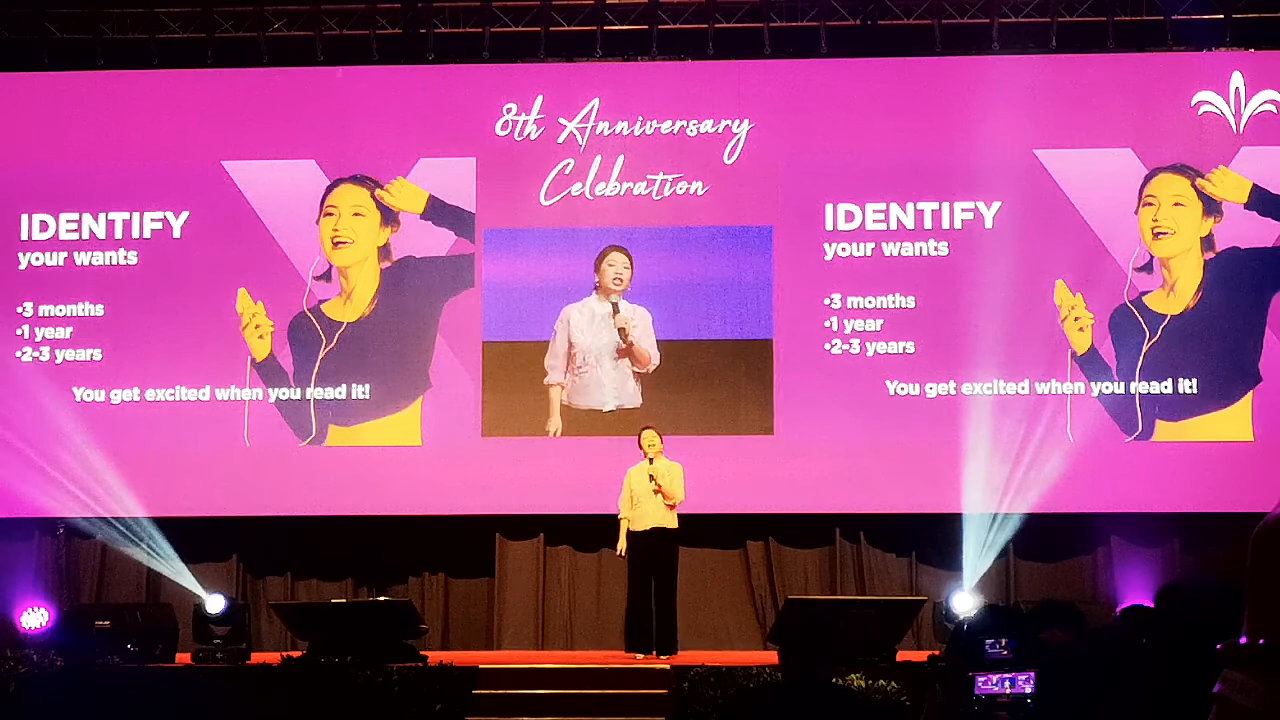 8th Anniversary
Celebration
IDENTIFY
your wants
•3 months
•1 year
•2-3 years
You get excited when you read it!
IDENTIFY
your wants
•3 months
•1 year
•2-3 years
You get excited when you read it!